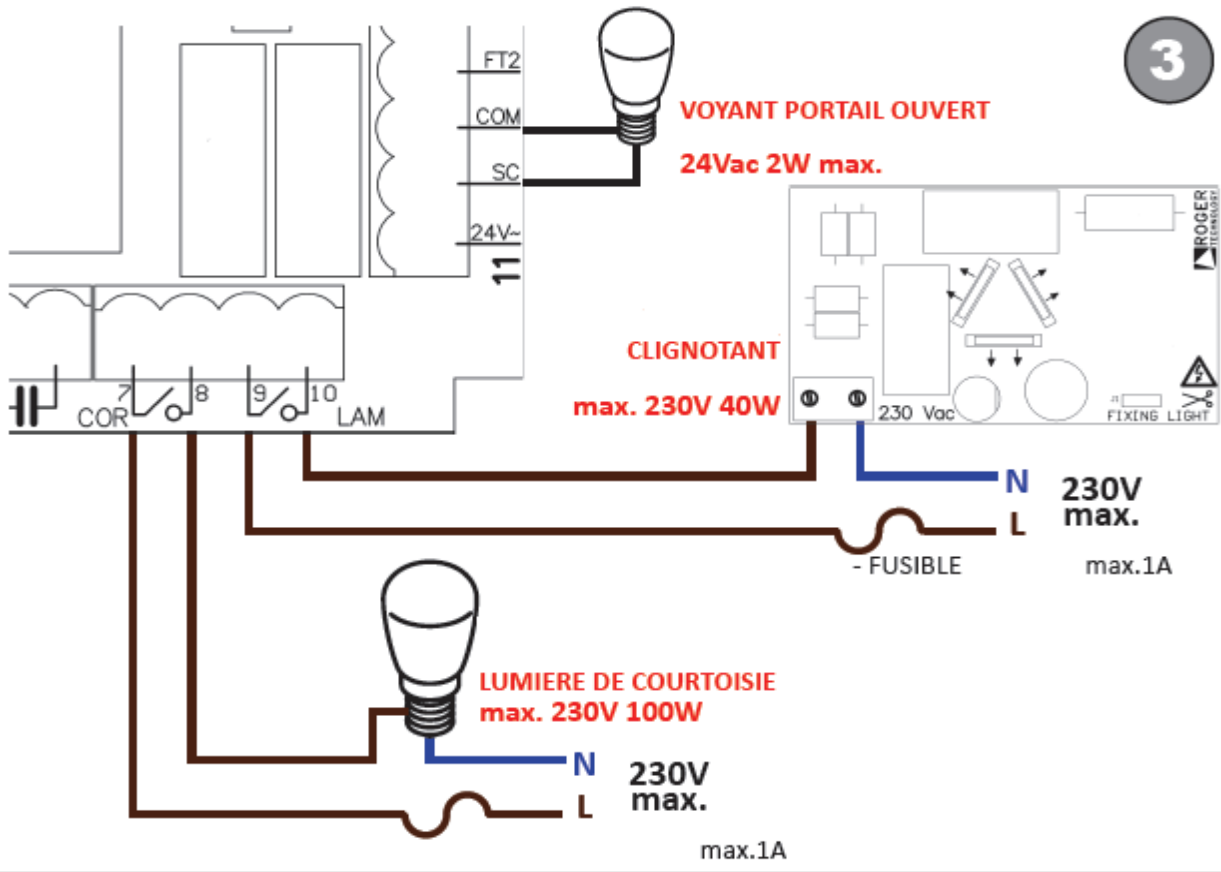 3
FT2
COM
SC
24V~
11
VOYANT PORTAIL OUVERT
24Vac 2W max.
ROGER
TECHNOLOGY
CLIGNOTANT
max. 230V 40W
230 Vac
J1
FIXING LIGHT
7 8 9 10
COR LAM
N
L
230V
max.
- FUSIBLE
max.1A
LUMIERE DE COURTOISIE
max. 230V 100W
N
L
230V
max.
max.1A